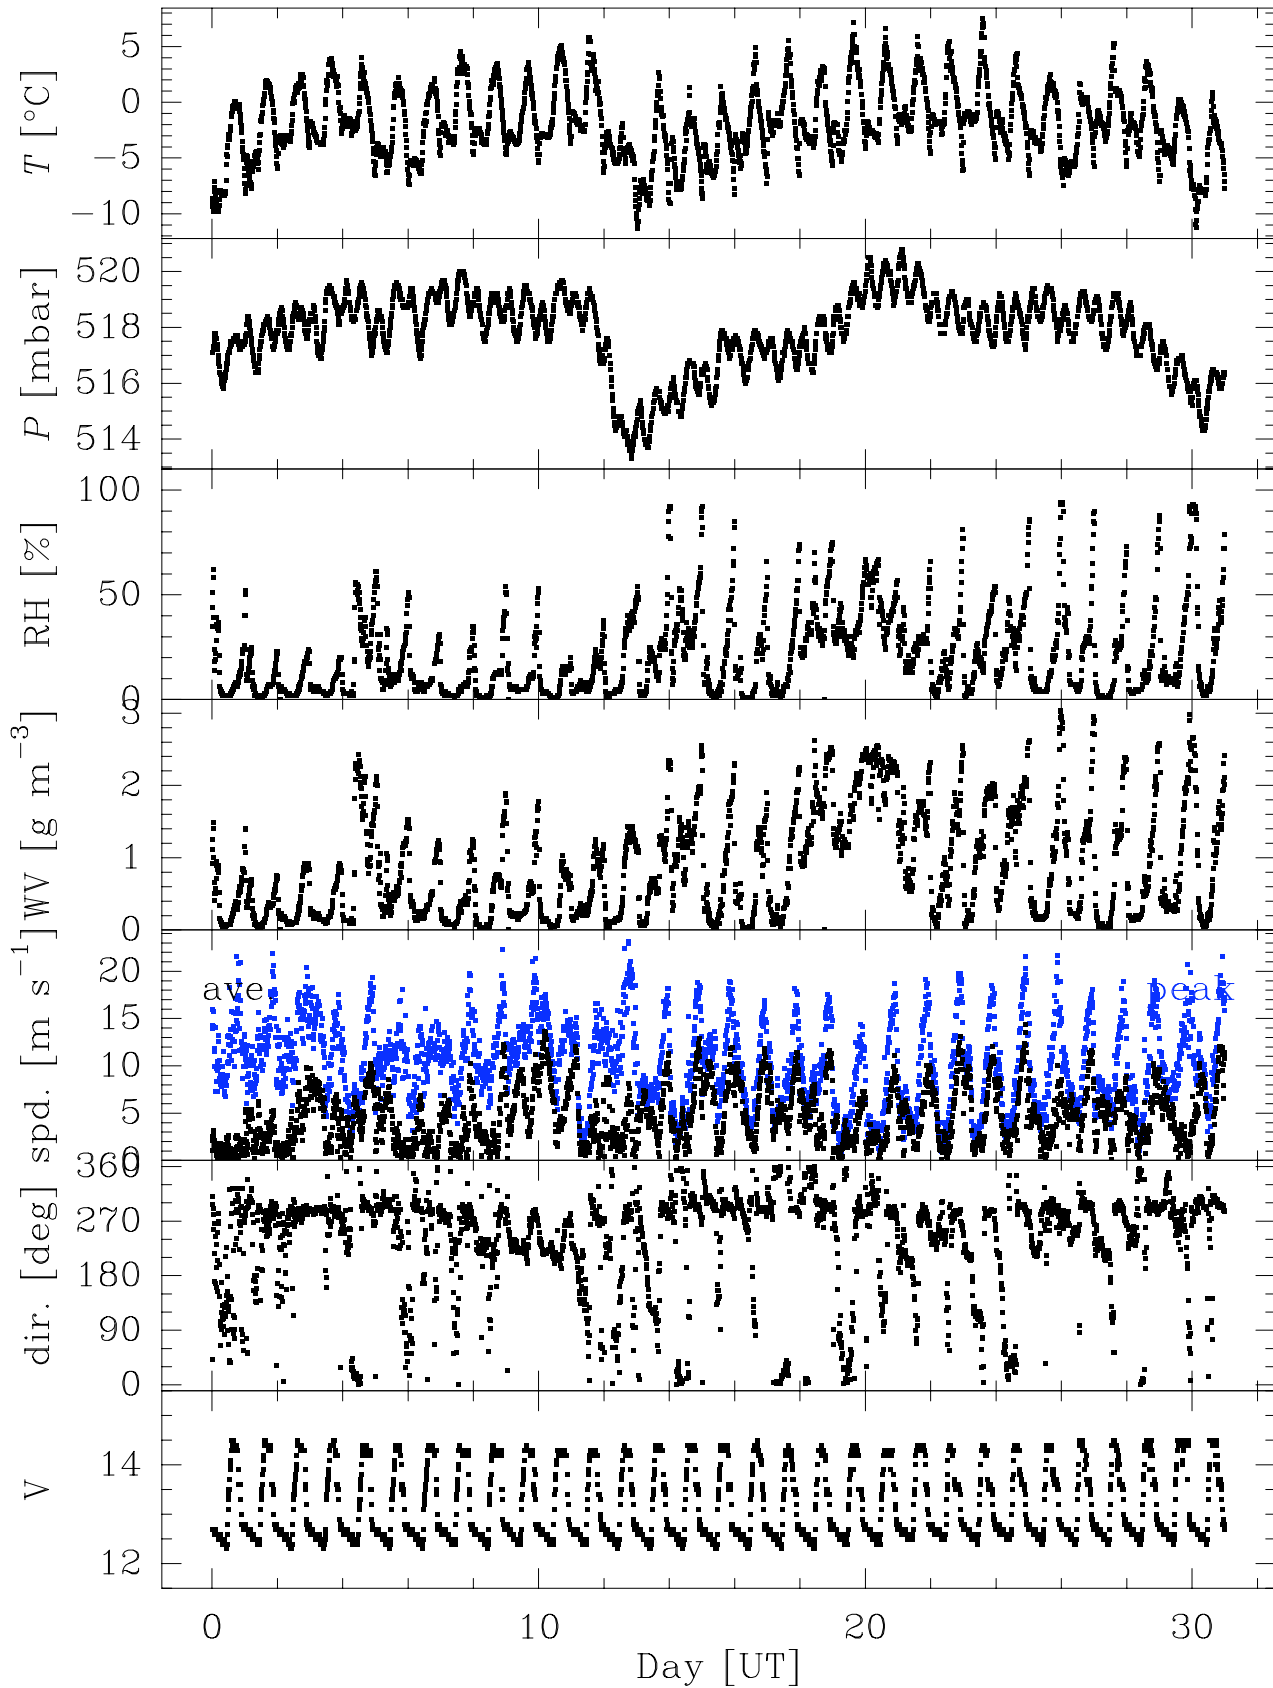 T [°C]
5
0
−5
−10
P [mbar]
520
518
516
514
RH [%]
100
50
0
WV [g m−3]
3
2
1
0
spd. [m s−1]
20
15
10
5
0
ave
peak
dir. [deg]
360
270
180
90
0
V
14
12
0 10 20 30
Day [UT]